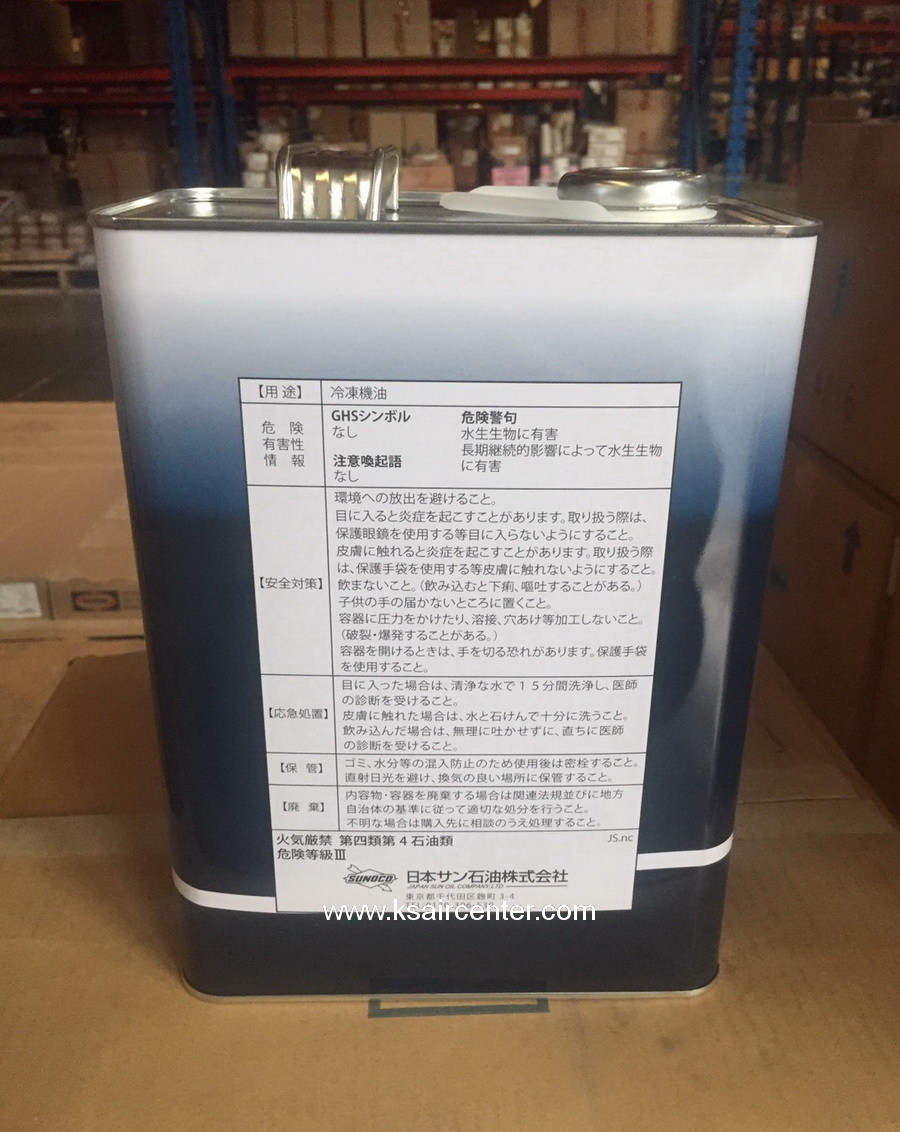 【用 途】 冷凍機油
危 険
有害性
情 報
GHSシンボル
なし
注意喚起語
なし
危険警句
水生生物に有害
長期継続的影響によって水生生物
に有害
【安全対策】
環境への放出を避けること。
目に入ると炎症を起こすことがあります。取り扱う際は、
保護眼鏡を使用する等目に入らないようにすること。
皮膚に触れると炎症を起こすことがあります。取り扱う際
は、保護手袋を使用する等皮膚に触れないようにすること。
飲まないこと。（飲み込むと下痢、嘔吐することがある。）
子供の手の届かないところに置くこと。
容器に圧力をかけたり、溶接、穴あけ等加工しないこと。
（破裂・爆発することがある。）
容器を開けるときは、手を切る恐れがあります。保護手袋
を使用すること。
【応急処置】
目に入った場合は、清浄な水で１５分間洗浄し、医師
の診断を受けること。
皮膚に触れた場合は、水と石けんで十分に洗うこと。
飲み込んだ場合は、無理に吐かせずに、直ちに医師
の診断を受けること。
【保 管】
ゴミ、水分等の混入防止のため使用後は密栓すること。
直射日光を避け、換気の良い場所に保管すること。
【廃 棄】
内容物・容器を廃棄する場合は関連法規並びに地方
自治体の基準に従って適切な処分を行うこと。
不明な場合は購入先に相談のうえ処理すること。
火気厳禁 第四類第４石油類 JS.nc
危険等級Ⅲ
SUNOCO 日本サン石油株式会社
JAPAN SUN OIL COMPANY,LTD.
東京都千代田区麹町 3-4
www.ksaircenter.com